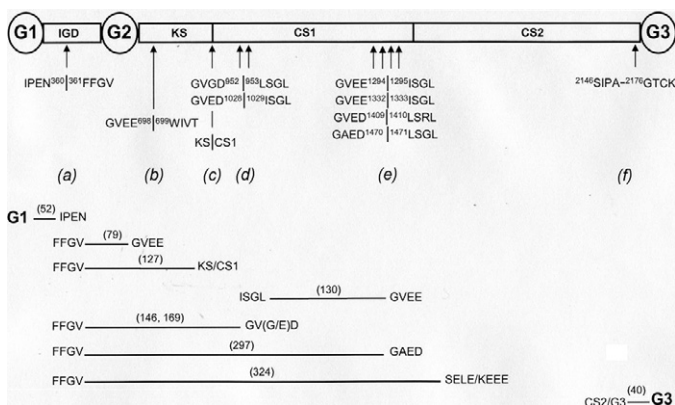 G1 IGD G2 KS CS1 CS2 G3
IPEN360|361FFGV GVGD952|953LSGL GVEE1294|1295ISGL 2146SIPA–2176GTCK
GVED1028|1029ISGL GVEE1332|1333ISGL
GVEE698|699WIVT GVED1409|1410LSRL
KS|CS1 GAED1470|1471LSGL
(a) (b) (c) (d) (e) (f)
G1 (52) IPEN
FFGV (79) GVEE
FFGV (127) KS/CS1
ISGL (130) GVEE
FFGV (146, 169) GV(G/E)D
FFGV (297) GAED
FFGV (324) SELE/KEEE
CS2/G3 (40) G3